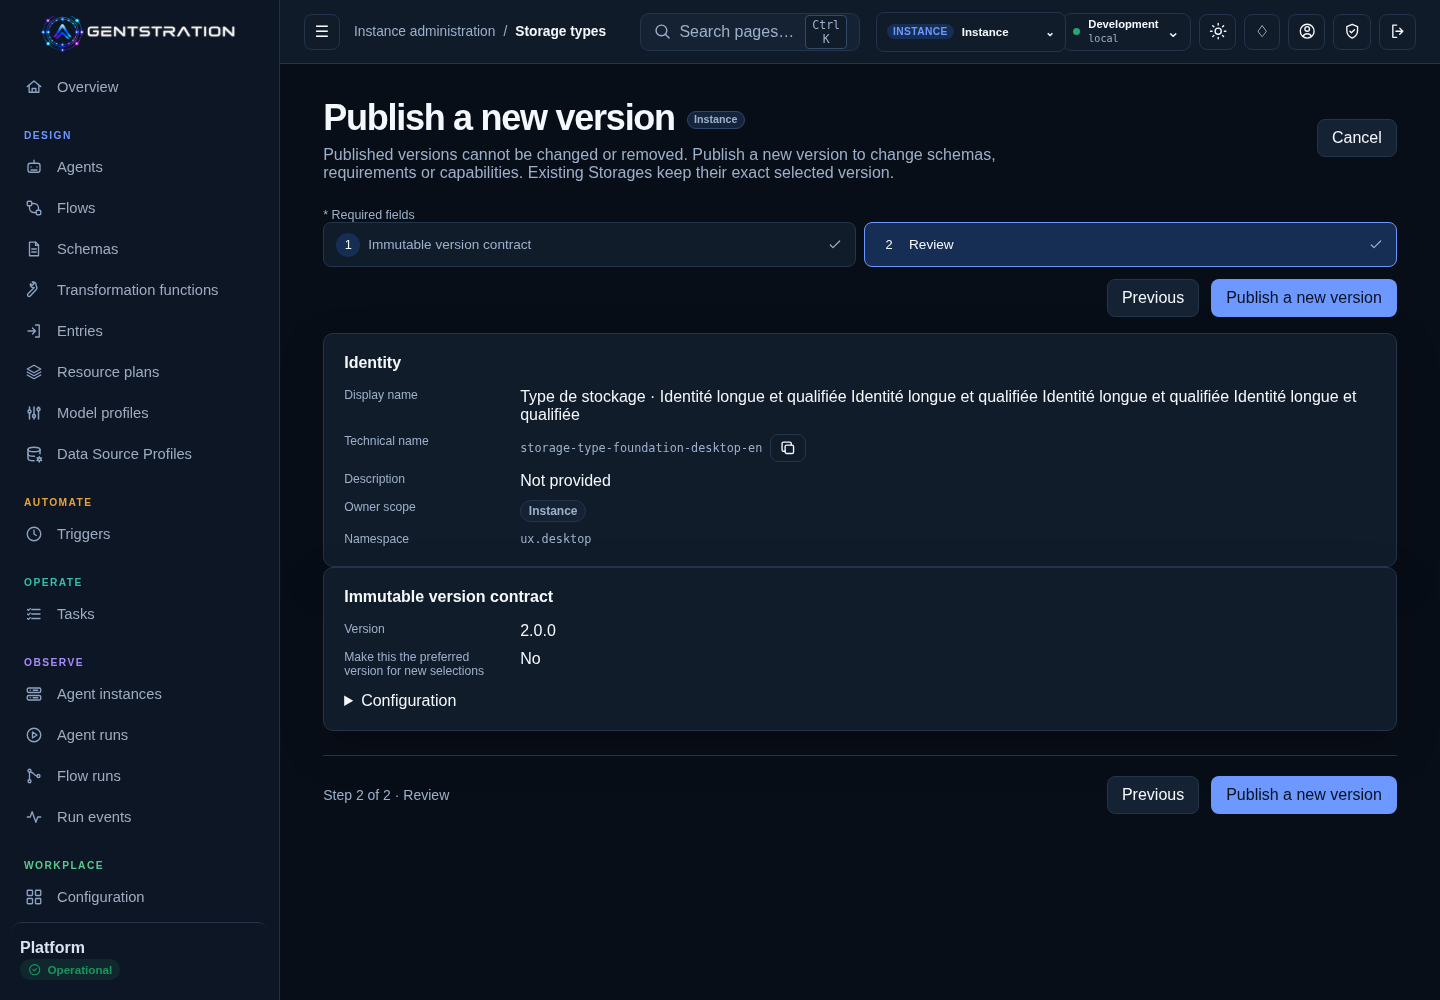 GENTSTRATION
Overview
DESIGN
Agents
Flows
Schemas
Transformation functions
Entries
Resource plans
Model profiles
Data Source Profiles
AUTOMATE
Triggers
OPERATE
Tasks
OBSERVE
Agent instances
Agent runs
Flow runs
Run events
WORKPLACE
Configuration
Platform
Operational
Instance administration / Storage types
Search pages…
Ctrl
K
INSTANCE Instance
Development
local
Publish a new version Instance
Published versions cannot be changed or removed. Publish a new version to change schemas,
requirements or capabilities. Existing Storages keep their exact selected version.
Cancel
* Required fields
1 Immutable version contract
2 Review
Previous Publish a new version
Identity
Display name Type de stockage · Identité longue et qualifiée Identité longue et qualifiée Identité longue et qualifiée Identité longue et
qualifiée
Technical name storage-type-foundation-desktop-en
Description Not provided
Owner scope Instance
Namespace ux.desktop
Immutable version contract
Version 2.0.0
Make this the preferred No
version for new selections
Configuration
Step 2 of 2 · Review
Previous Publish a new version